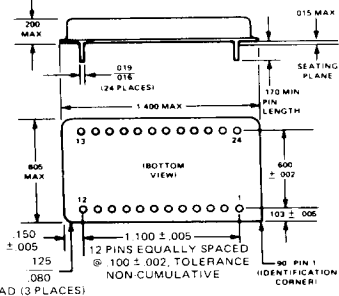 .200
MAX
.015 MAX
.019
.016
(24 PLACES)
SEATING
PLANE
.170 MIN
PIN
LENGTH
1.400 MAX
13
24
.805
MAX
(BOTTOM
VIEW)
.600
± .002
12
1
.103 ± .005
.150
± .005
1.100 ± .005
12 PINS EQUALLY SPACED
@ .100 ± .002, TOLERANCE
NON-CUMULATIVE
.125
.080
AD (3 PLACES)
90 PIN 1
(IDENTIFICATION
CORNER)